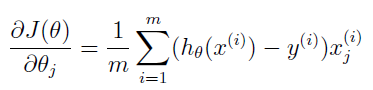 ∂J(θ)/∂θ_j = (1/m) ∑_{i=1}^{m} (h_θ(x^{(i)}) − y^{(i)})x_j^{(i)}